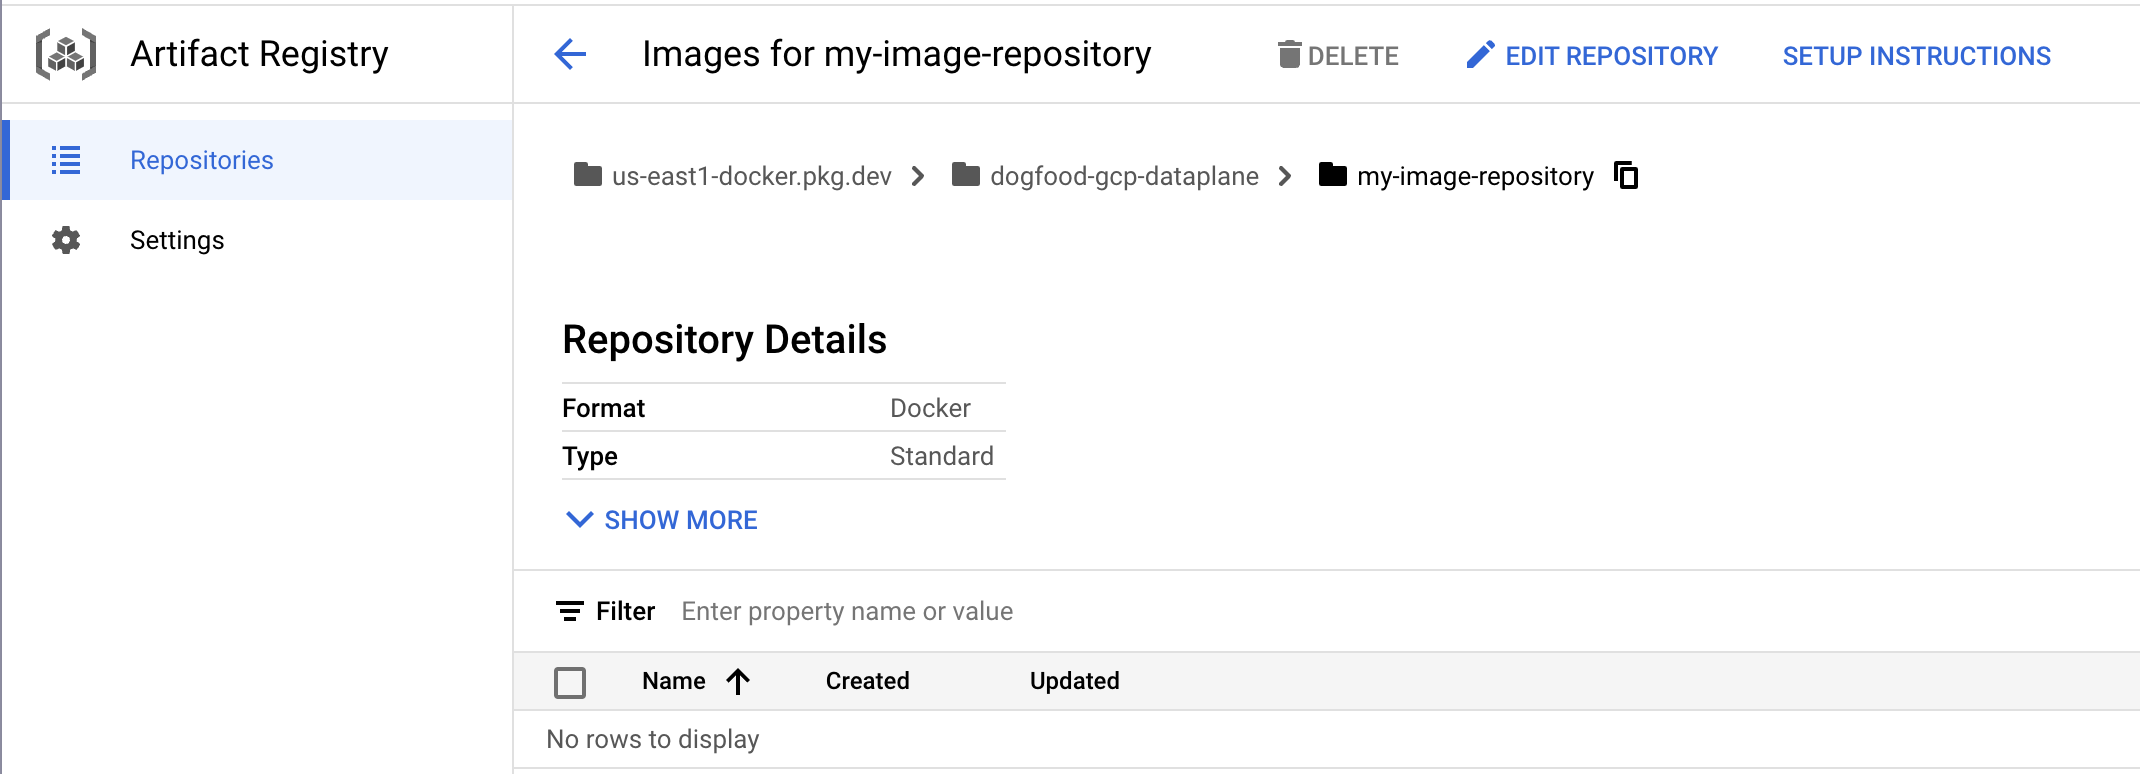 Artifact Registry
Images for my-image-repository
DELETE
EDIT REPOSITORY
SETUP INSTRUCTIONS
Repositories
Settings
us-east1-docker.pkg.dev
dogfood-gcp-dataplane
my-image-repository
Repository Details
Format Docker
Type Standard
SHOW MORE
Filter Enter property name or value
Name Created Updated
No rows to display